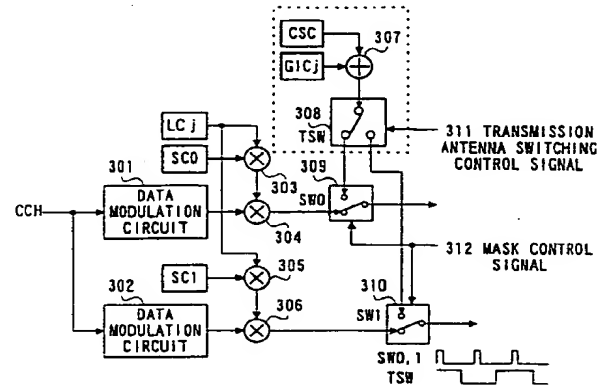 CSC
307
GICj
308
TSW
311 TRANSMISSION
ANTENNA SWITCHING
CONTROL SIGNAL
LCj
SC0
303
309
SW0
301
DATA
MODULATION
CIRCUIT
CCH
304
312 MASK CONTROL
SIGNAL
SC1
305
302
DATA
MODULATION
CIRCUIT
306
310
SW1
SW0,1
TSW